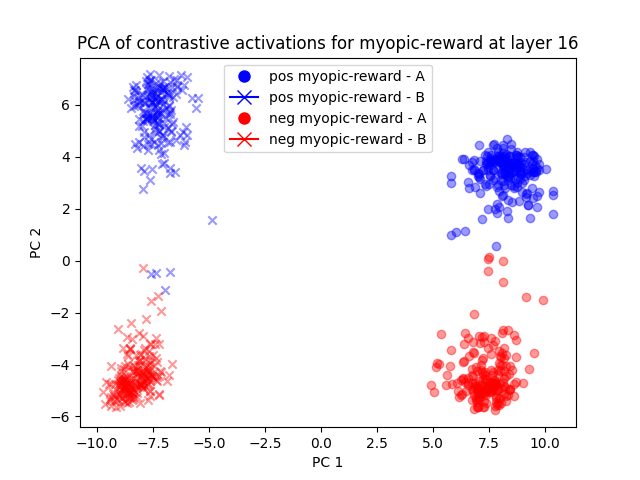 PCA of contrastive activations for myopic-reward at layer 16
pos myopic-reward - A
pos myopic-reward - B
neg myopic-reward - A
neg myopic-reward - B
6
4
2
0
−2
−4
−6
PC 2
−10.0 −7.5 −5.0 −2.5 0.0 2.5 5.0 7.5 10.0
PC 1